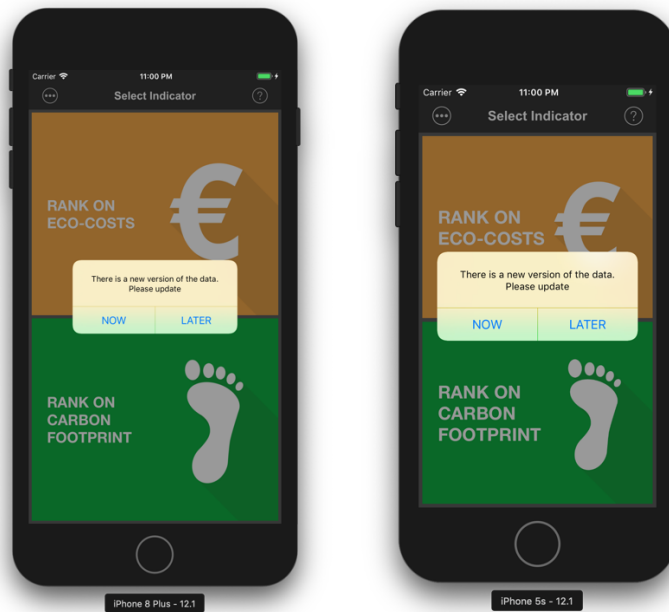 Carrier 11:00 PM
Select Indicator
RANK ON
ECO-COSTS
€
There is a new version of the data.
Please update
NOW LATER
RANK ON
CARBON
FOOTPRINT
iPhone 8 Plus - 12.1
Carrier 11:00 PM
Select Indicator ?
RANK ON
ECO-COSTS
€
There is a new version of the data.
Please update
NOW LATER
RANK ON
CARBON
FOOTPRINT
iPhone 5s - 12.1